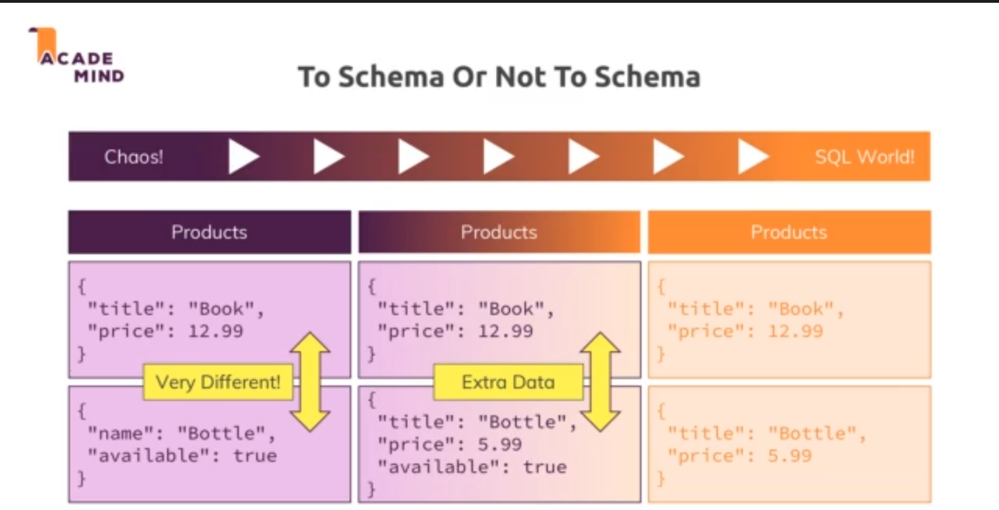 ACADE
MIND
To Schema Or Not To Schema
Chaos!
SQL World!
Products
{
"title": "Book",
"price": 12.99
}
Very Different!
{
"name": "Bottle",
"available": true
}
Products
{
"title": "Book",
"price": 12.99
}
Extra Data
{
"title": "Bottle",
"price": 5.99
"available": true
}
Products
{
"title": "Book",
"price": 12.99
}
{
"title": "Bottle",
"price": 5.99
}